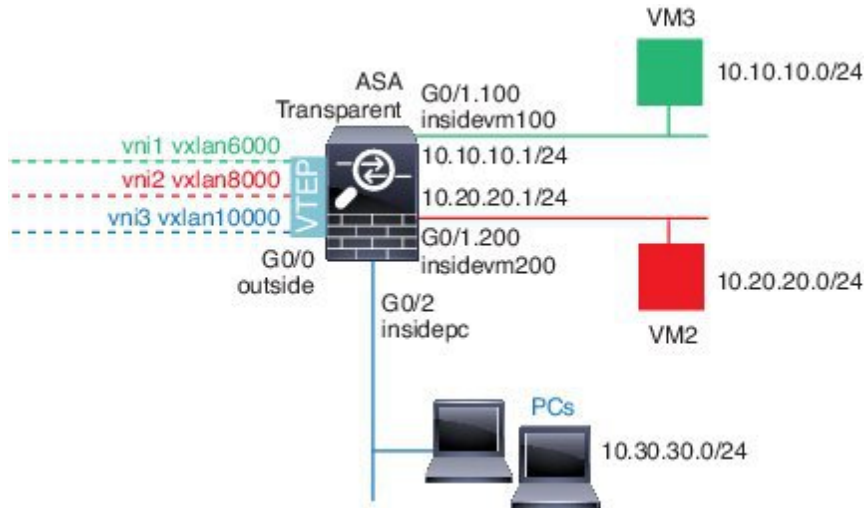 VM3
10.10.10.0/24
ASA
Transparent
G0/1.100
insidevm100
vni1 vxlan6000
vni2 vxlan8000
vni3 vxlan10000
VTEP
10.10.10.1/24
10.20.20.1/24
G0/1.200
insidevm200
G0/0
outside
10.20.20.0/24
VM2
G0/2
insidepc
PCs
10.30.30.0/24